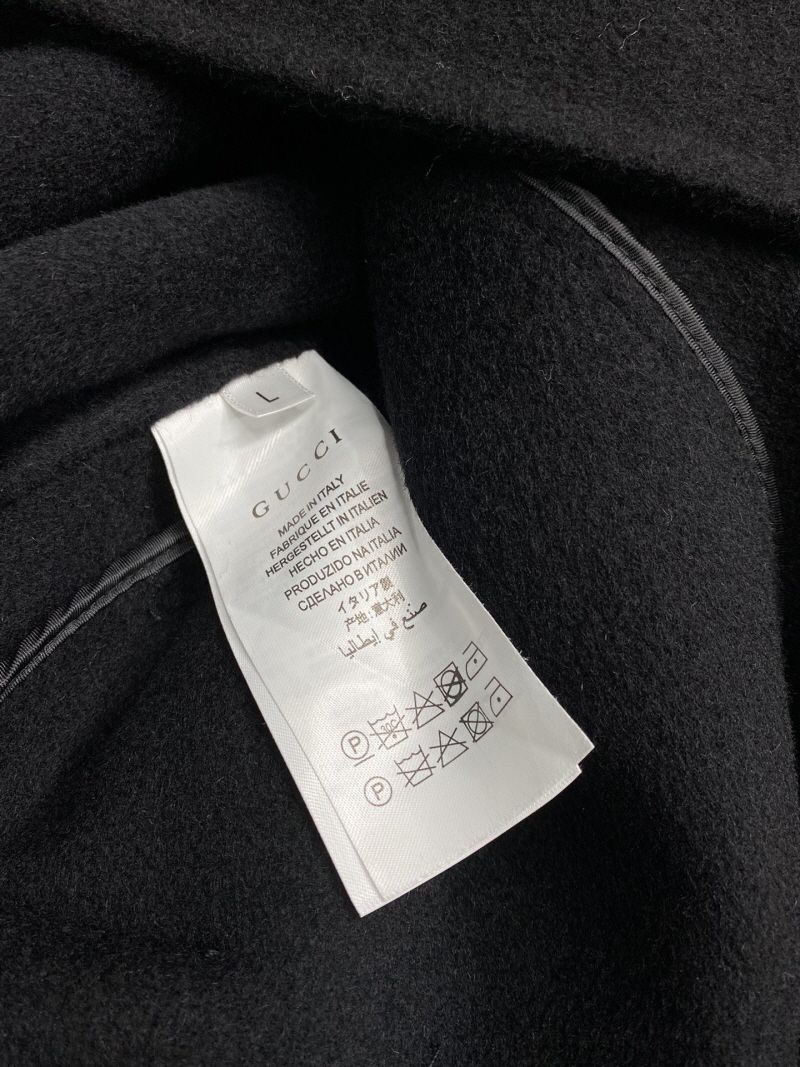 L
GUCCI
MADE IN ITALY
FABRIQUE EN ITALIE
HERGESTELLT IN ITALIEN
HECHO EN ITALIA
PRODUZIDO NA ITALIA
СДЕЛАНО В ИТАЛИИ
イタリア製
产地:意大利
صنع في إيطاليا
P 30C
P